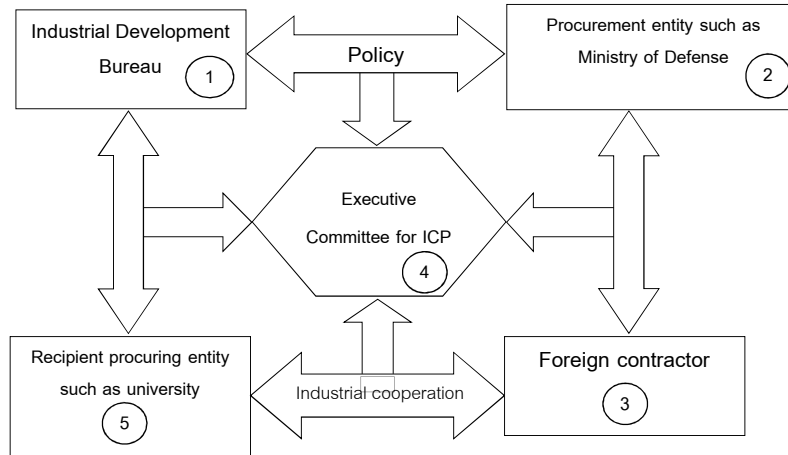 Industrial Development
Bureau
1
Policy
Procurement entity such as
Ministry of Defense
2
Executive
Committee for ICP
4
Recipient procuring entity
such as university
5
Industrial cooperation
Foreign contractor
3